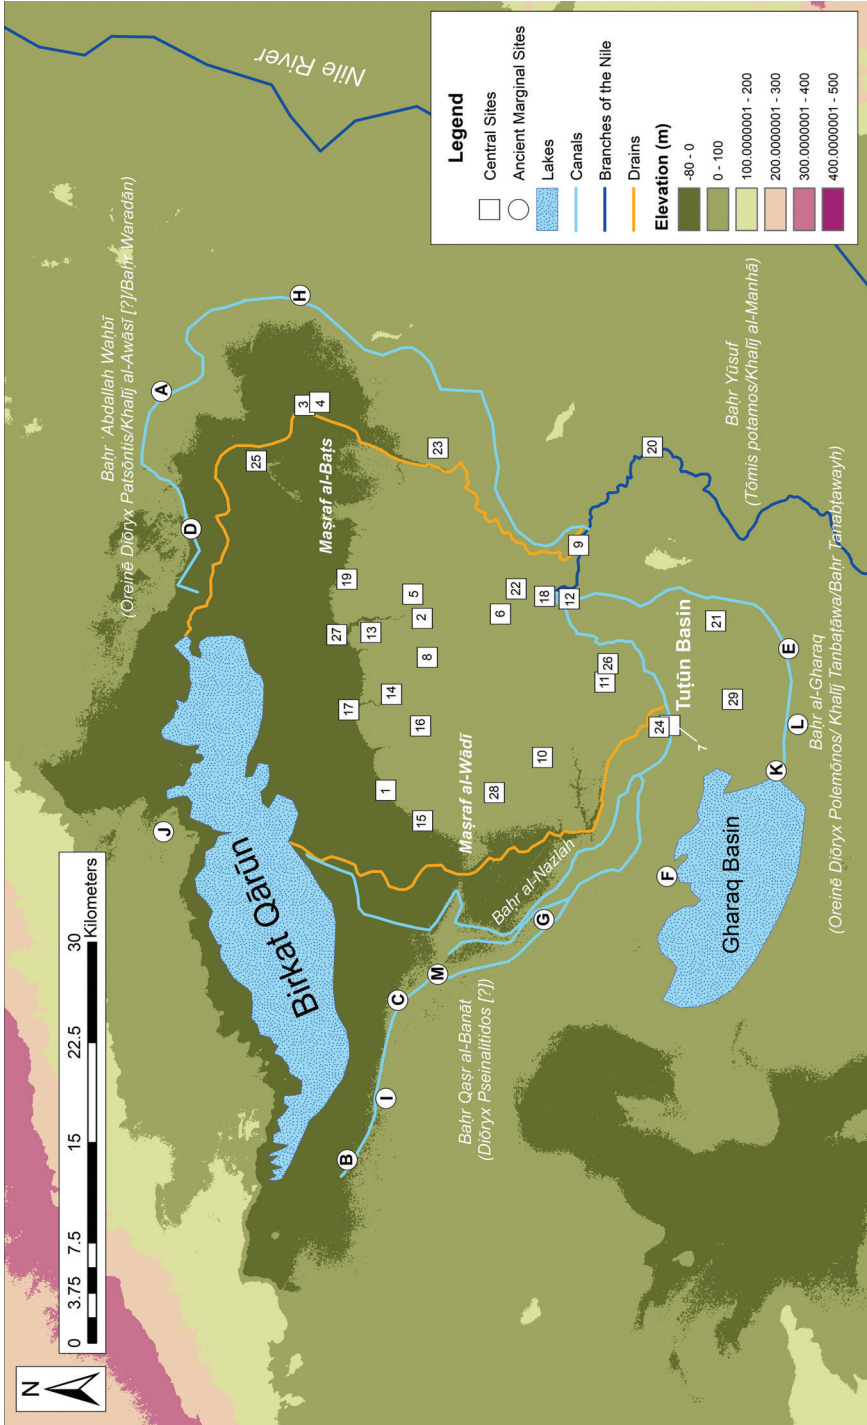 N
0 3.75 7.5 15 22.5 30
Kilometers
Nile River
Baḥr ʿAbdallah Wahbī
(Oreinē Diōryx Patsōntis/Khalīj al-Awāsī [?]/Baḥr Waradān)
A
J
D
H
Birkat Qārūn
25
3
4
Maṣraf al-Baṭs
B
27
19
17
13
I
1
14
C
5
2
8
16
15
M
23
Maṣraf al-Wādī
28
6
22
Baḥr Qaṣr al-Banāt
(Diōryx Pseinalitidos [?])
G
Baḥr al-Nazlah
10
18
12
9
11
26
20
F
24
7
Tuṭūn Basin
21
29
Gharaq Basin
K
L
E
Baḥr Yūsuf
(Tōmis potamos/Khalīj al-Manhā)
Baḥr al-Gharaq
(Oreinē Diōryx Polemōnos/ Khalīj Tanbaṭāwa/Baḥr Tanabṭawayh)
Legend
Central Sites
Ancient Marginal Sites
Lakes
Canals
Branches of the Nile
Drains
Elevation (m)
-80 - 0
0 - 100
100.0000001 - 200
200.0000001 - 300
300.0000001 - 400
400.0000001 - 500